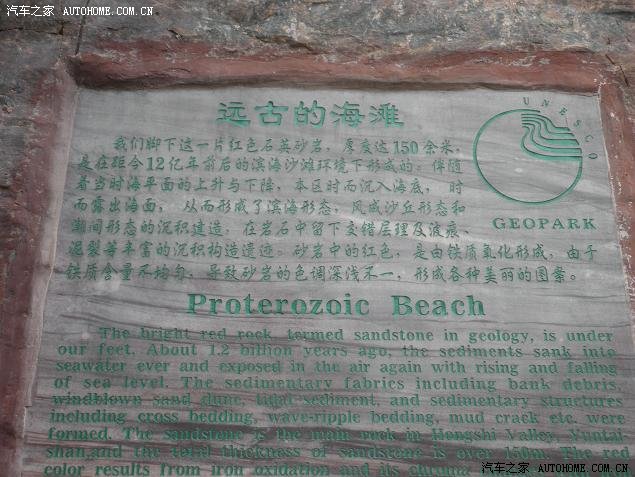 汽车之家 AUTOHOME.COM.CN
汽车之家 AUTOHOME.COM.CN
远古的海滩
我们脚下这一片红色石英砂岩，厚度达150余米，
是在距今12亿年前后的滨海沙滩环境下形成的。伴随
着当时海平面的上升与下降，本区时而沉入海底，时
而露出海面，从而形成了滨海形态，风成沙丘形态和
潮间形态的沉积建造，在岩石中留下交错层理及波痕、
泥裂等丰富的沉积构造遗迹。砂岩中的红色，是由铁质氧化形成，由于
铁质含量不均匀，导致砂岩的色调深浅不一，形成各种美丽的图案。
UNESCO
GEOPARK
Proterozoic Beach
The bright red rock, termed sandstone in geology, is under
our feet. About 1.2 billion years ago, the sediments sank into
seawater ever and exposed in the air again with rising and falling
of sea level. The sedimentary fabrics including bank debris,
windblown sand dune, tidal sediment, and sedimentary structures
including cross bedding, wave-ripple bedding, mud crack etc. were
formed. The sandstone is the main rock in Hongshi Valley, Yuntai-
shan,and the total thickness of sandstone is over 150m. The red
color results from iron oxidation and its
汽车之家 AUTOHOME.COM.CN